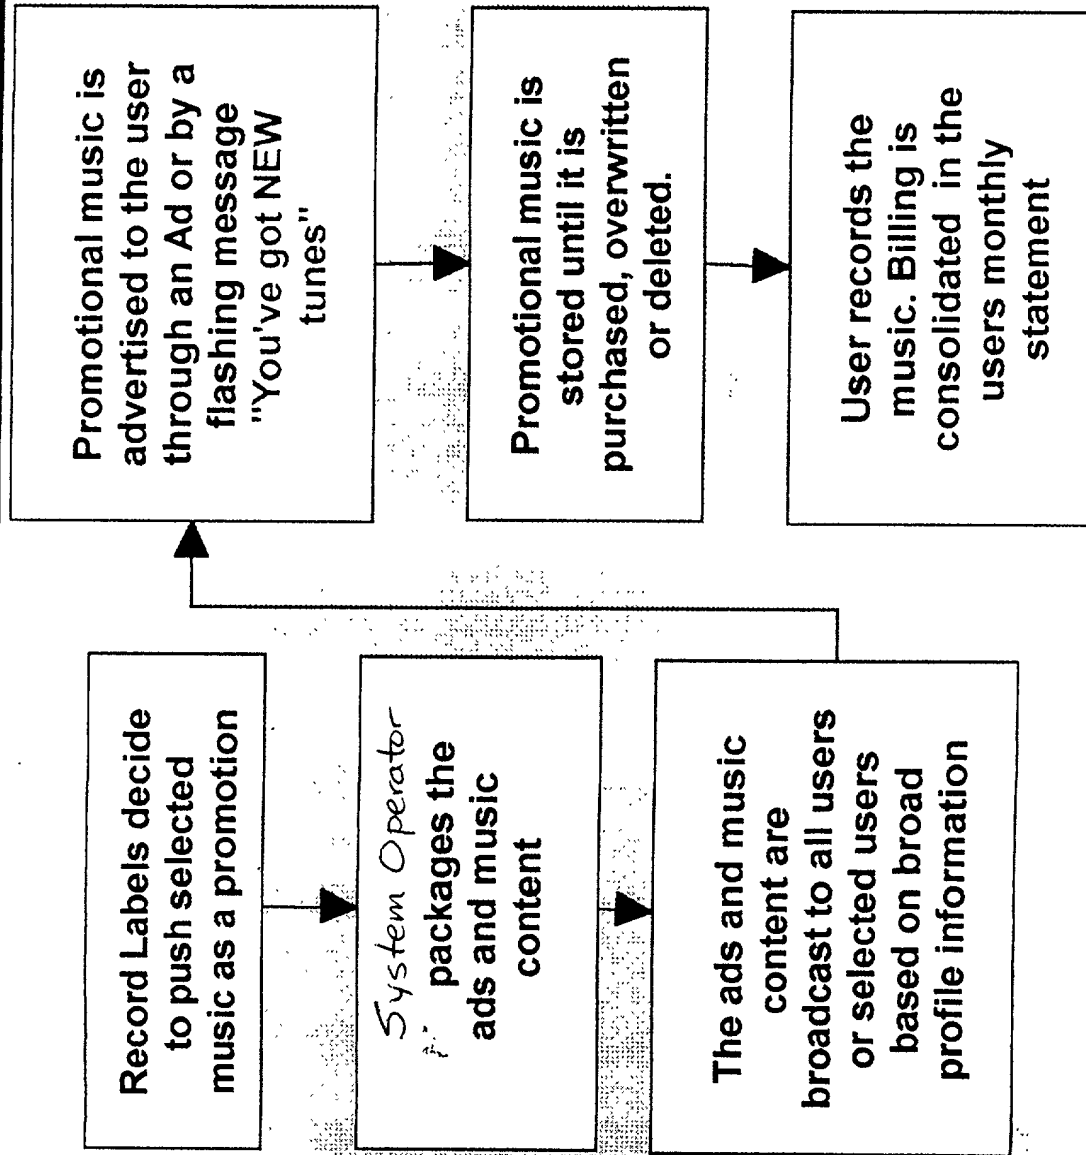 Record Labels decide
to push selected
music as a promotion
System Operator
packages the
ads and music
content
The ads and music
content are
broadcast to all users
or selected users
based on broad
profile information
Promotional music is
advertised to the user
through an Ad or by a
flashing message
"You've got NEW
tunes"
Promotional music is
stored until it is
purchased, overwritten
or deleted.
User records the
music. Billing is
consolidated in the
users monthly
statement